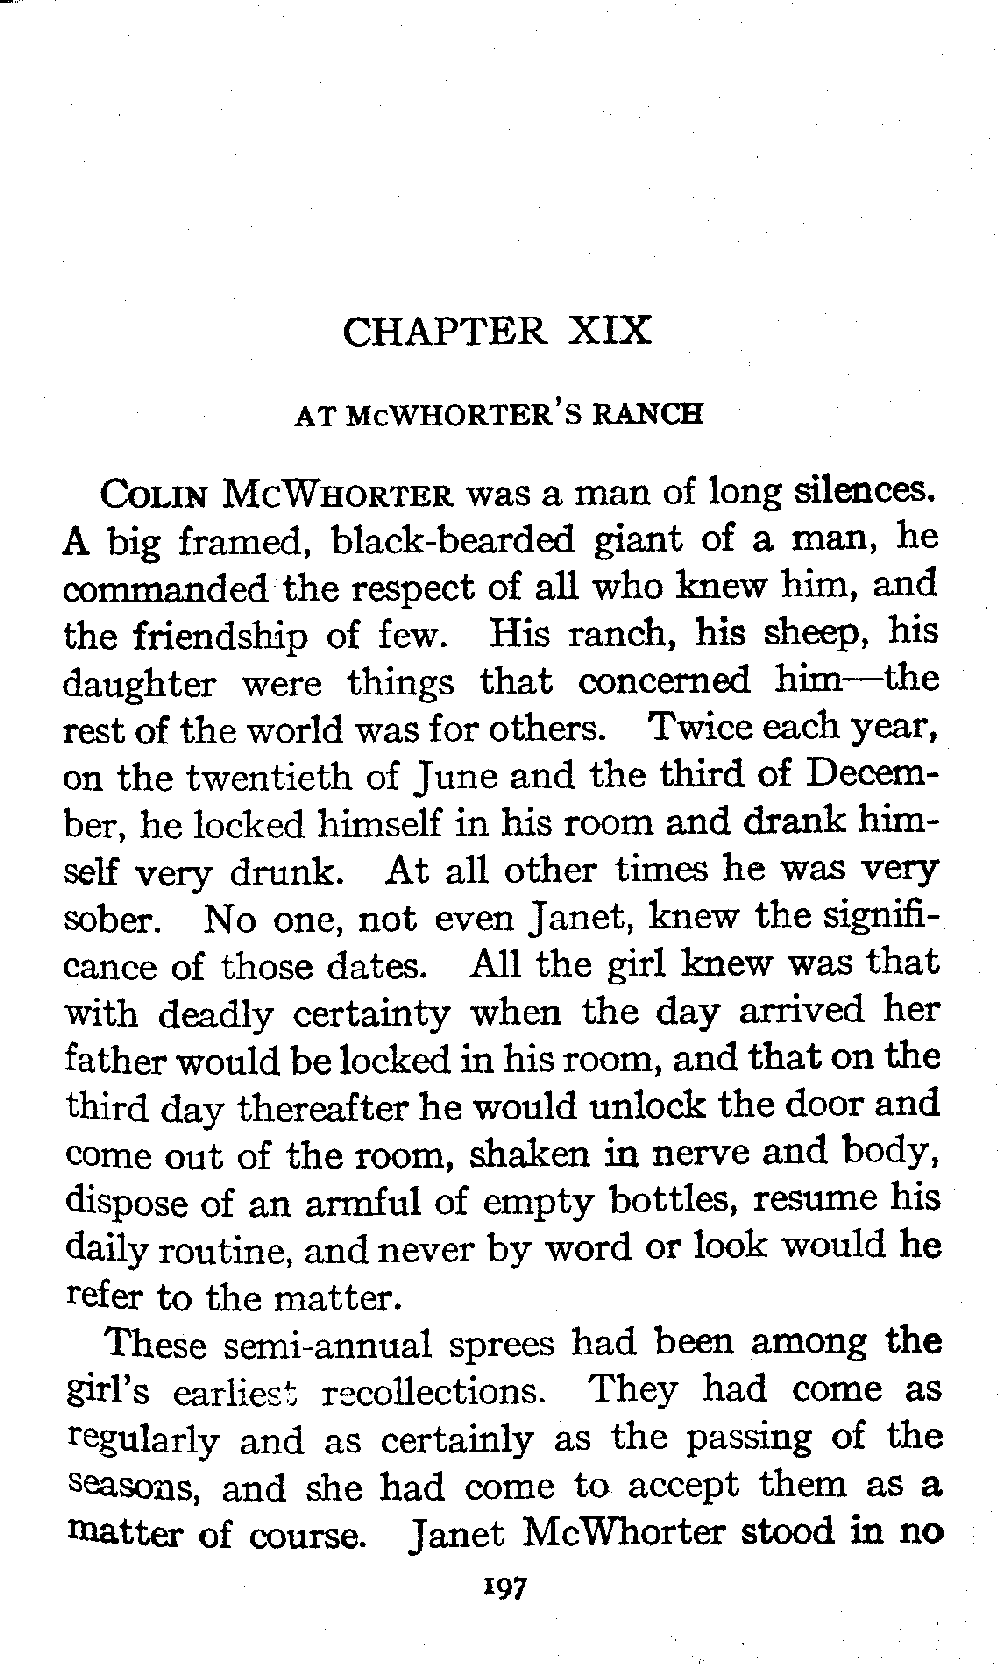 CHAPTER XIX
AT McWHORTER'S RANCH
COLIN MCWHORTER was a man of long silences.
A big framed, black-bearded giant of a man, he
commanded the respect of all who knew him, and
the friendship of few. His ranch, his sheep, his
daughter were things that concerned him—the
rest of the world was for others. Twice each year,
on the twentieth of June and the third of Decem-
ber, he locked himself in his room and drank him-
self very drunk. At all other times he was very
sober. No one, not even Janet, knew the signifi-
cance of those dates. All the girl knew was that
with deadly certainty when the day arrived her
father would be locked in his room, and that on the
third day thereafter he would unlock the door and
come out of the room, shaken in nerve and body,
dispose of an armful of empty bottles, resume his
daily routine, and never by word or look would he
refer to the matter.
These semi-annual sprees had been among the
girl's earliest recollections. They had come as
regularly and as certainly as the passing of the
seasons, and she had come to accept them as a
matter of course. Janet McWhorter stood in no
197